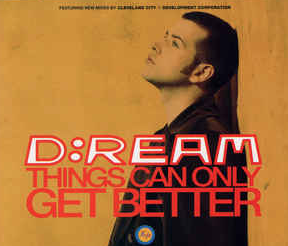 FEATURING NEW MIXES BY CLEVELAND CITY & DEVELOPMENT CORPORATION
D:REAM
THINGS CAN ONLY
GET BETTER